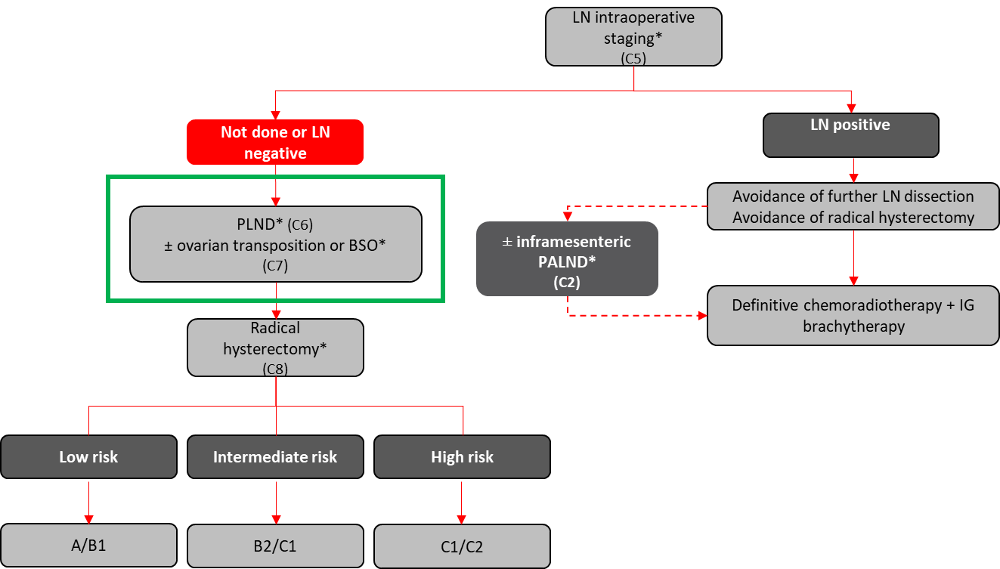 LN intraoperative
staging*
(C5)
Not done or LN
negative
LN positive
PLND* (C6)
± ovarian transposition or BSO*
(C7)
Avoidance of further LN dissection
Avoidance of radical hysterectomy
± inframesenteric
PALND*
(C2)
Definitive chemoradiotherapy + IG
brachytherapy
Radical
hysterectomy*
(C8)
Low risk
Intermediate risk
High risk
A/B1
B2/C1
C1/C2